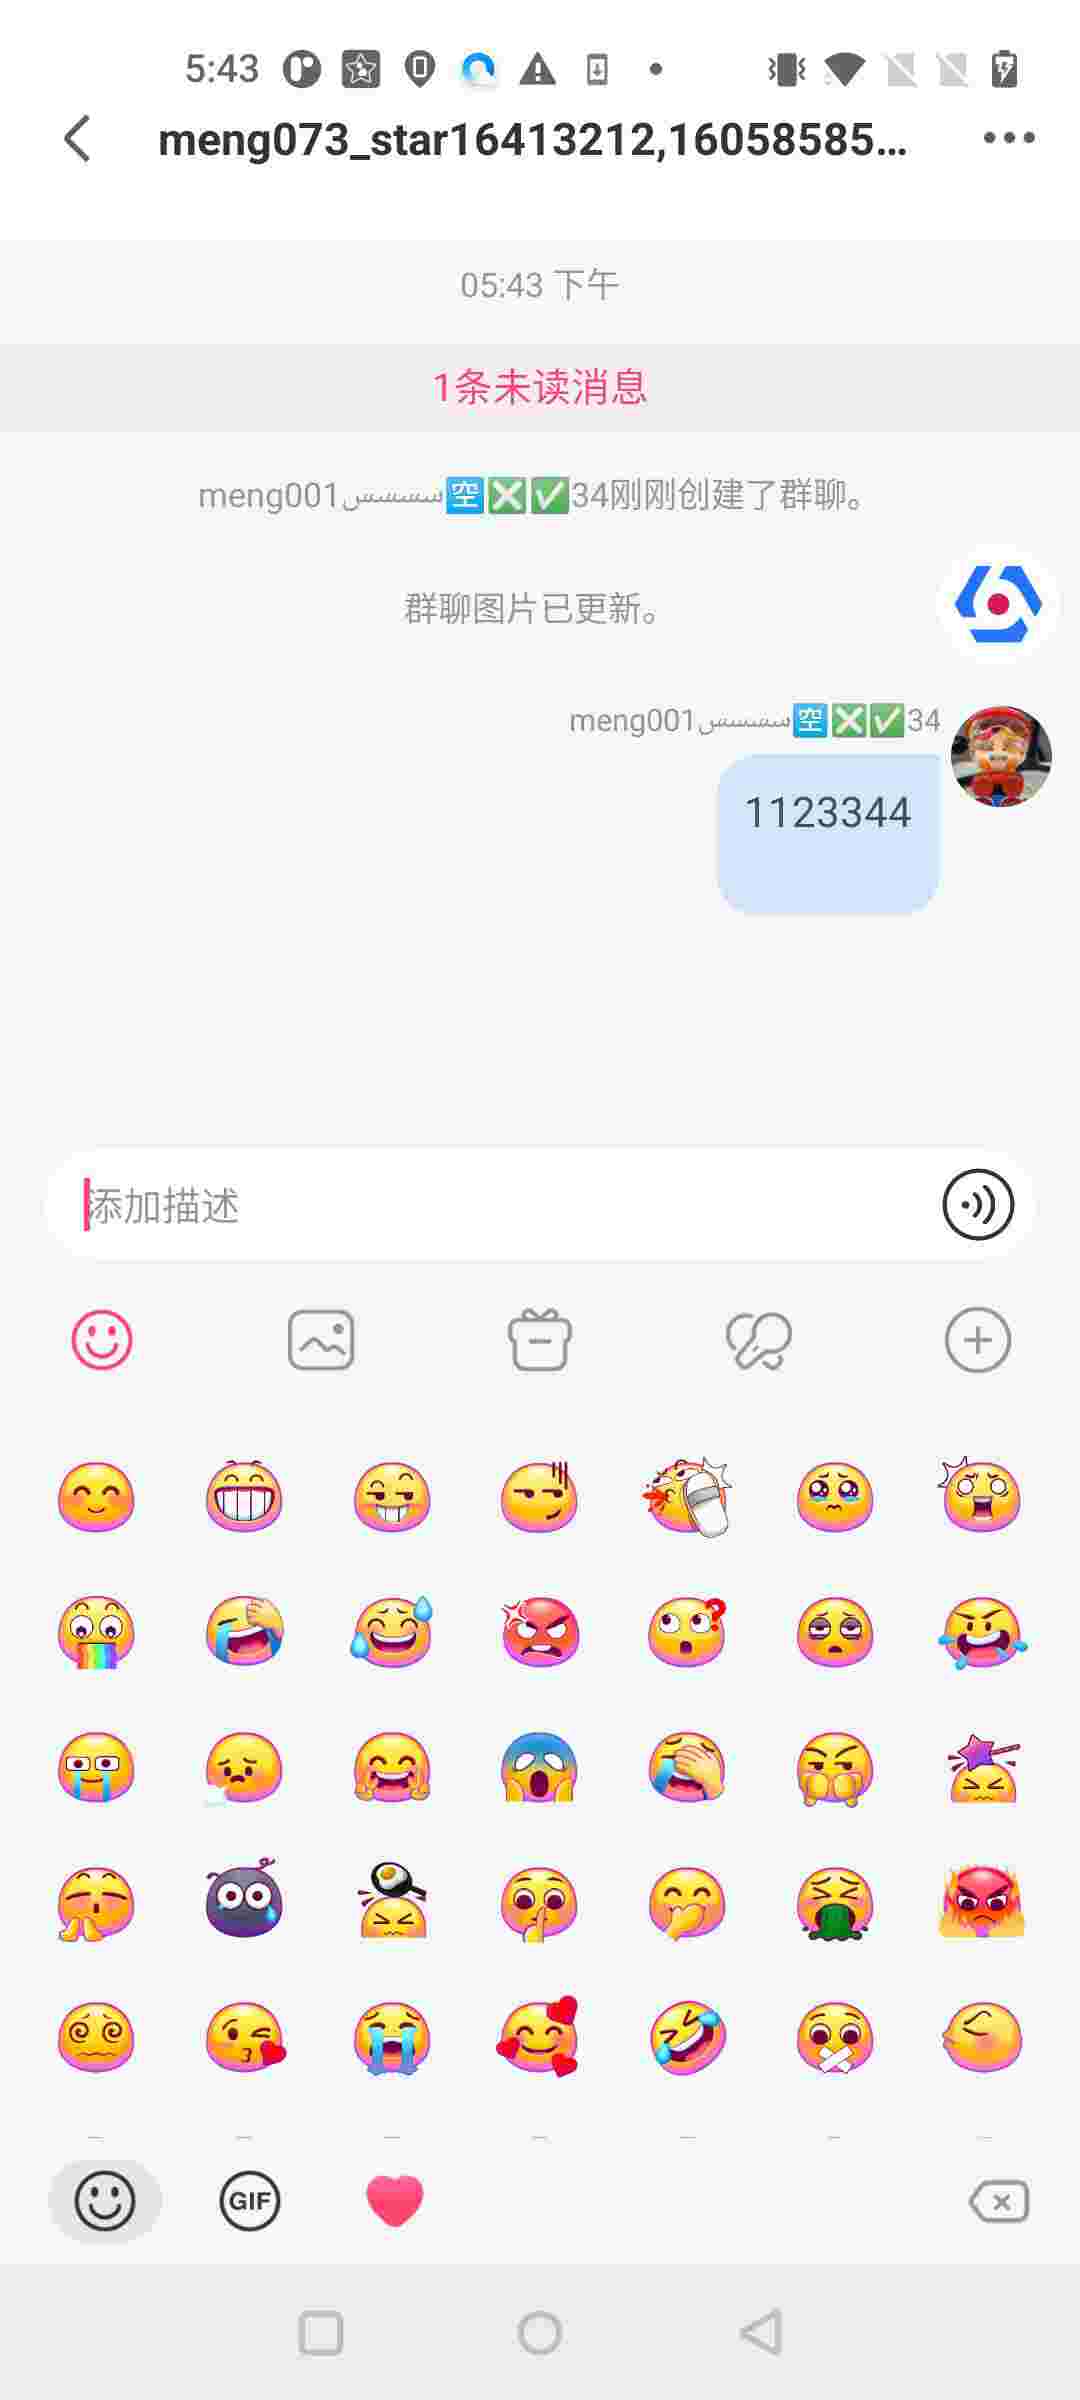 5:43
meng073_star16413212,16058585...
05:43 下午
1条未读消息
meng001سسسسس🈳❎✅34刚刚创建了群聊。
群聊图片已更新。
meng001سسسسس🈳❎✅34
1123344
添加描述
GIF